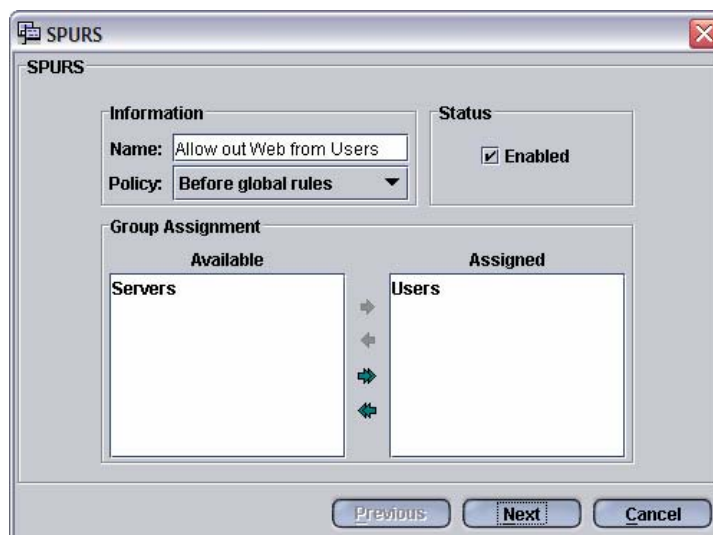 SPURS
SPURS
Information
Name: Allow out Web from Users
Policy: Before global rules
Status
Enabled
Group Assignment
Available
Servers
Assigned
Users
Previous Next Cancel